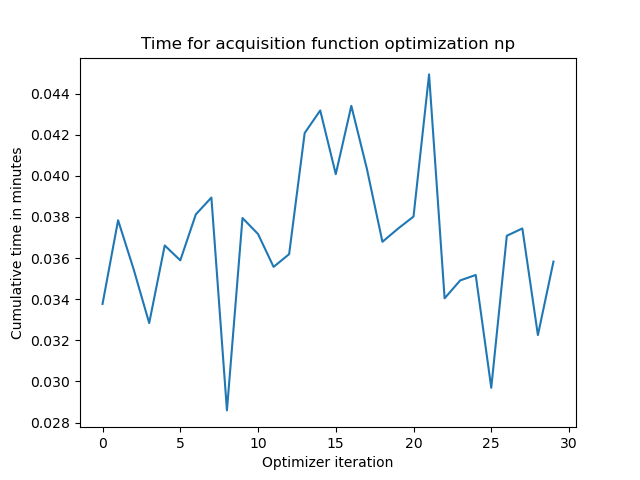 Time for acquisition function optimization np
0.044
0.042
0.040
0.038
0.036
0.034
0.032
0.030
0.028
Cumulative time in minutes
0 5 10 15 20 25 30
Optimizer iteration